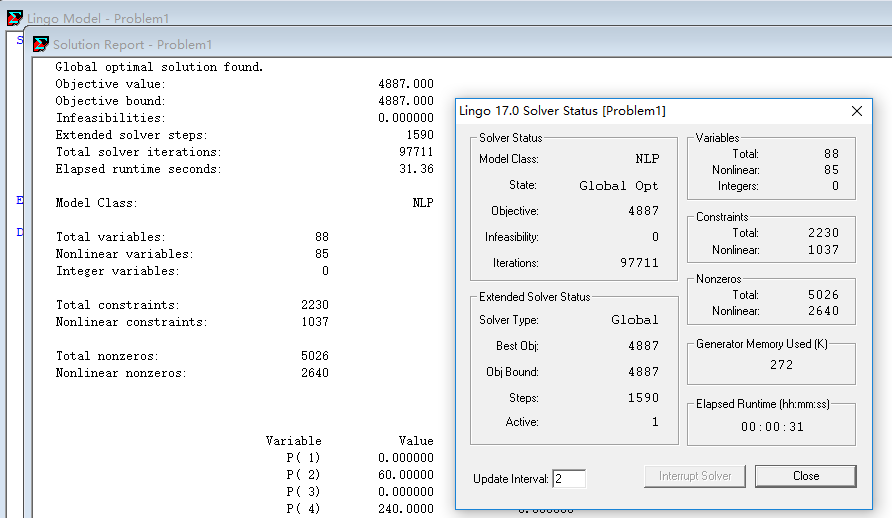 Lingo Model - Problem1
Solution Report - Problem1
S
E
D
Global optimal solution found.
Objective value: 4887.000
Objective bound: 4887.000
Infeasibilities: 0.000000
Extended solver steps: 1590
Total solver iterations: 97711
Elapsed runtime seconds: 31.36
Model Class: NLP
Total variables: 88
Nonlinear variables: 85
Integer variables: 0
Total constraints: 2230
Nonlinear constraints: 1037
Total nonzeros: 5026
Nonlinear nonzeros: 2640
Variable Value
P( 1) 0.000000
P( 2) 60.00000
P( 3) 0.000000
P( 4) 240.0000
Lingo 17.0 Solver Status [Problem1]
Solver Status
Model Class: NLP
State: Global Opt
Objective: 4887
Infeasibility: 0
Iterations: 97711
Extended Solver Status
Solver Type: Global
Best Obj: 4887
Obj Bound: 4887
Steps: 1590
Active: 1
Variables
Total: 88
Nonlinear: 85
Integers: 0
Constraints
Total: 2230
Nonlinear: 1037
Nonzeros
Total: 5026
Nonlinear: 2640
Generator Memory Used (K)
272
Elapsed Runtime (hh:mm:ss)
00:00:31
Update Interval: 2
Interrupt Solver
Close